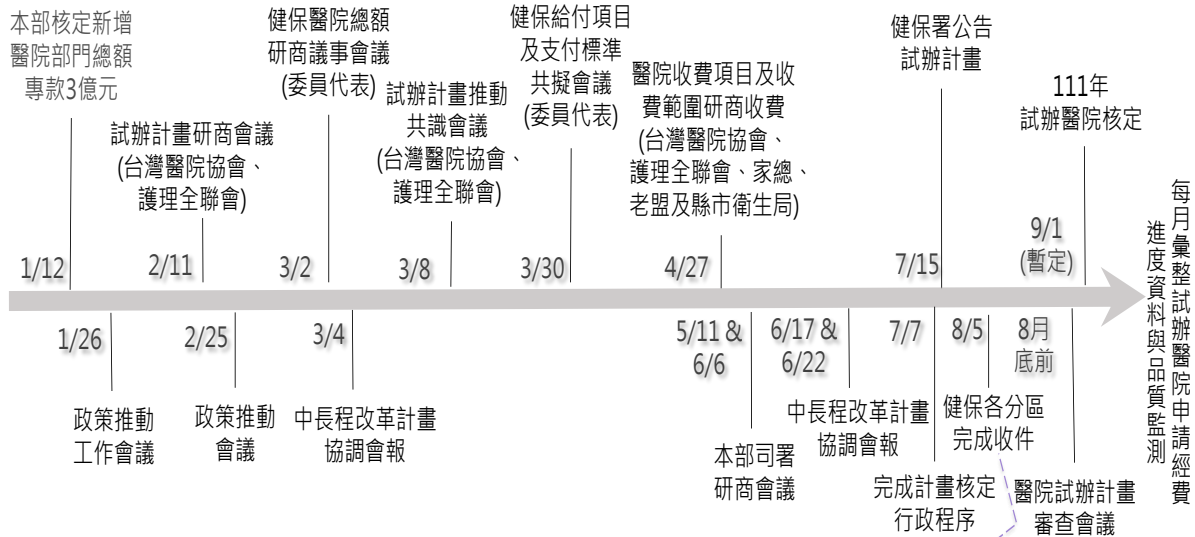 本部核定新增
醫院部門總額
專款3億元
1/12
試辦計畫研商會議
(台灣醫院協會、
護理全聯會)
2/11
健保醫院總額
研商議事會議
(委員代表)
3/2
試辦計畫推動
共識會議
(台灣醫院協會、
護理全聯會)
3/8
健保給付項目
及支付標準
共擬會議
(委員代表)
3/30
醫院收費項目及收
費範圍研商收費
(台灣醫院協會、
護理全聯會、家總、
老盟及縣市衛生局)
4/27
健保署公告
試辦計畫
7/15
111年
試辦醫院核定
9/1
(暫定)
1/26
政策推動
工作會議
2/25
政策推動
會議
3/4
中長程改革計畫
協調會報
5/11 &
6/6
本部司署
研商會議
6/17 &
6/22
中長程改革計畫
協調會報
7/7
完成計畫核定
行政程序
8/5
健保各分區
完成收件
8月
底前
醫院試辦計畫
審查會議
每月彙整試辦醫院申請經費
進度資料與品質監測